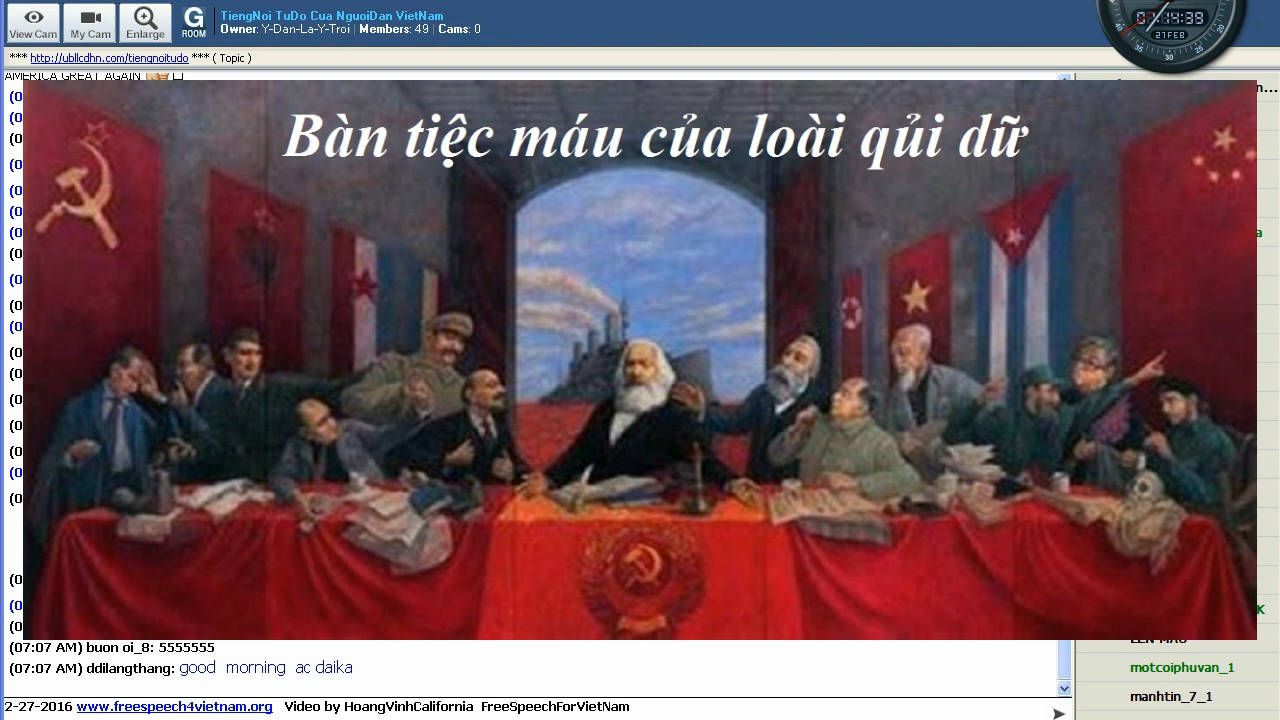 View Cam
My Cam
Enlarge
G
ROOM
TiengNoi TuDo Cua NguoiDan VietNam
Owner: Y-Dan-La-Y-Troi | Members: 49 | Cams: 0
27FEB
*** http://ubllcdhn.com/tiengnoitudo *** ( Topic )
AMERICA GREAT AGAIN
Bàn tiệc máu của loài qủi dữ
(07:07 AM) buon oi_8: 5555555
(07:07 AM) ddilangthang: good morning ac daika
motcoiphuvan_1
manhtin_7_1
2-27-2016 www.freespeech4vietnam.org Video by HoangVinhCalifornia FreeSpeechForVietNam